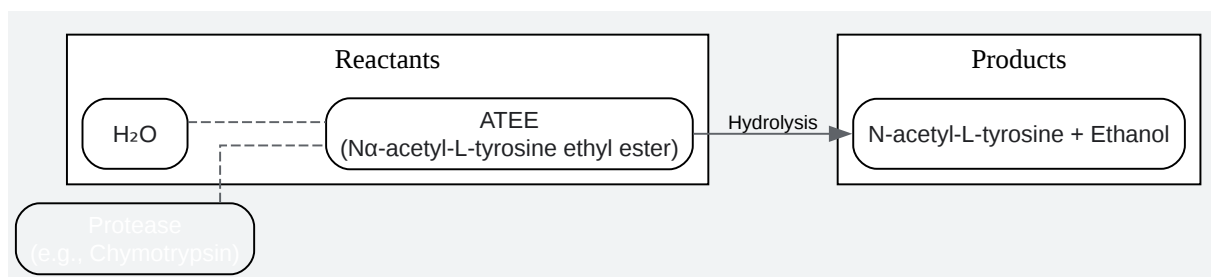 Reactants
Products
H₂O
ATEE
(Nα-acetyl-L-tyrosine ethyl ester)
Hydrolysis
N-acetyl-L-tyrosine + Ethanol
Protease
(e.g., Chymotrypsin)